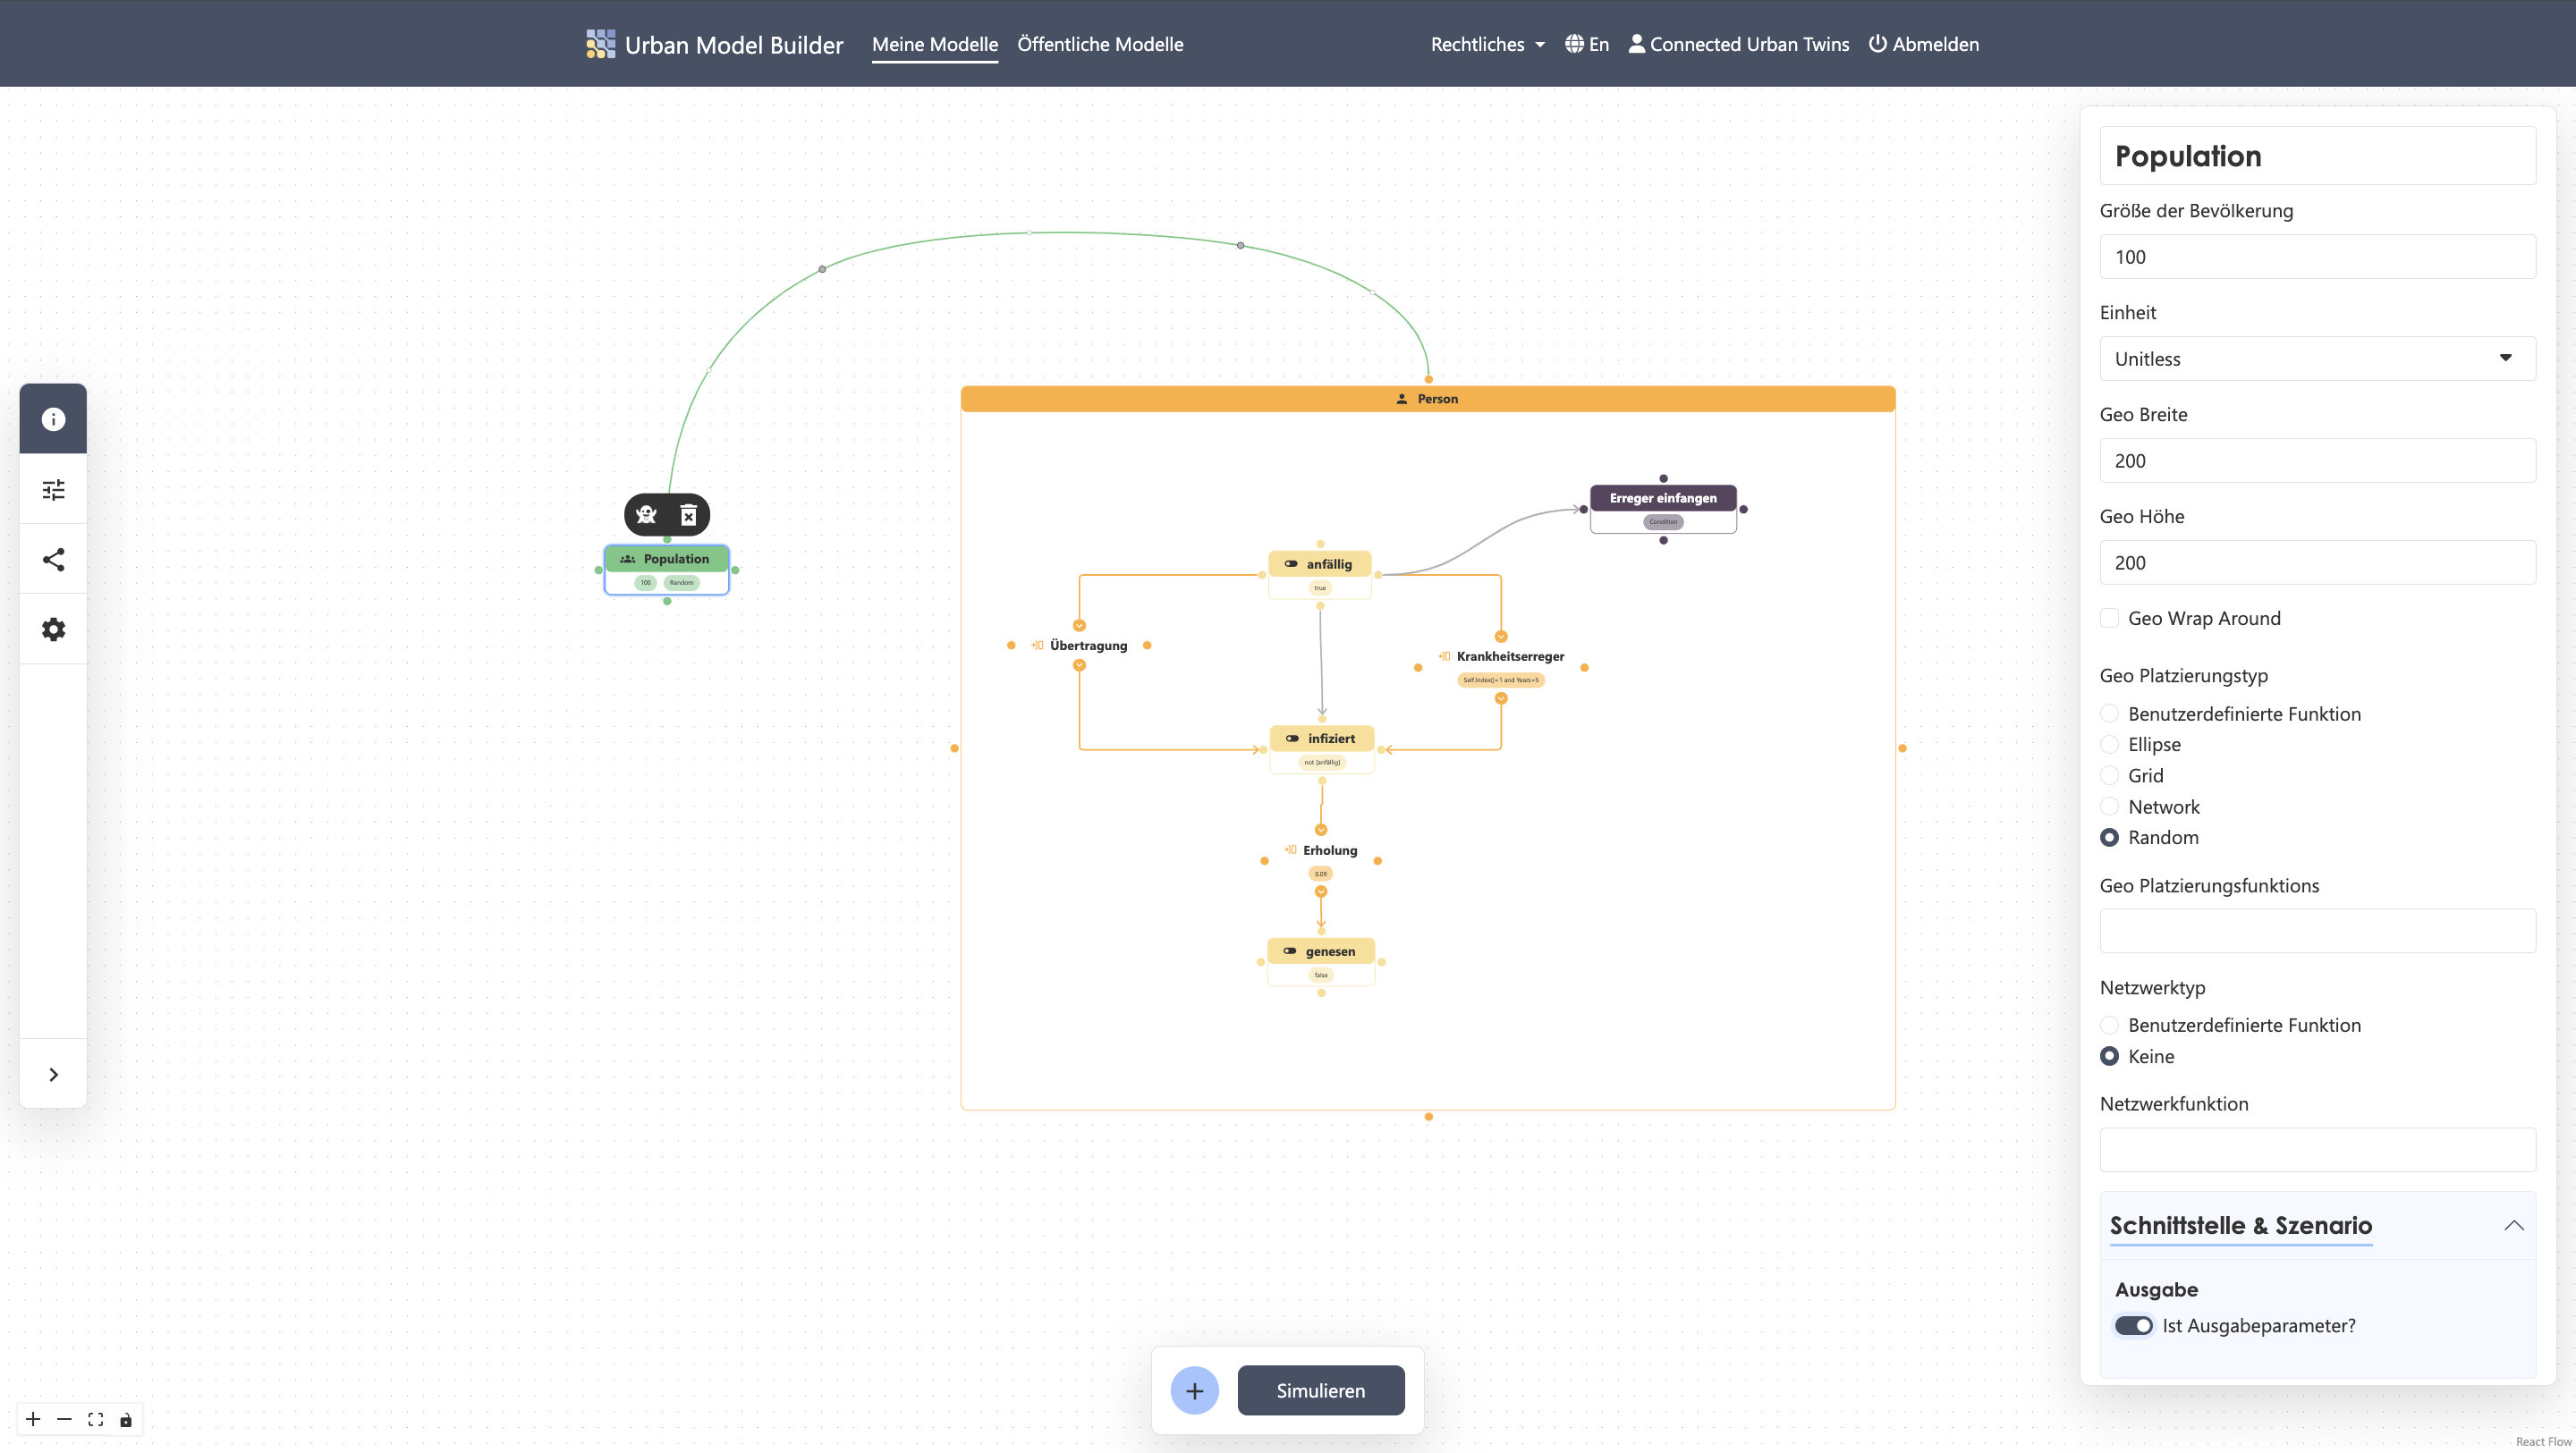 Urban Model Builder
Meine Modelle
Öffentliche Modelle
Rechtliches
En
Connected Urban Twins
Abmelden
Person
Erreger einfangen
Condition
Population
100
Random
anfällig
true
Übertragung
Krankheitserreger
Self.Index()=1 and Years=5
infiziert
not [anfällig]
Erholung
0.09
genesen
false
Simulieren
Population
Größe der Bevölkerung
100
Einheit
Unitless
Geo Breite
200
Geo Höhe
200
Geo Wrap Around
Geo Platzierungstyp
Benutzerdefinierte Funktion
Ellipse
Grid
Network
Random
Geo Platzierungsfunktions
Netzwerktyp
Benutzerdefinierte Funktion
Keine
Netzwerkfunktion
Schnittstelle & Szenario
Ausgabe
Ist Ausgabeparameter?
React Flow